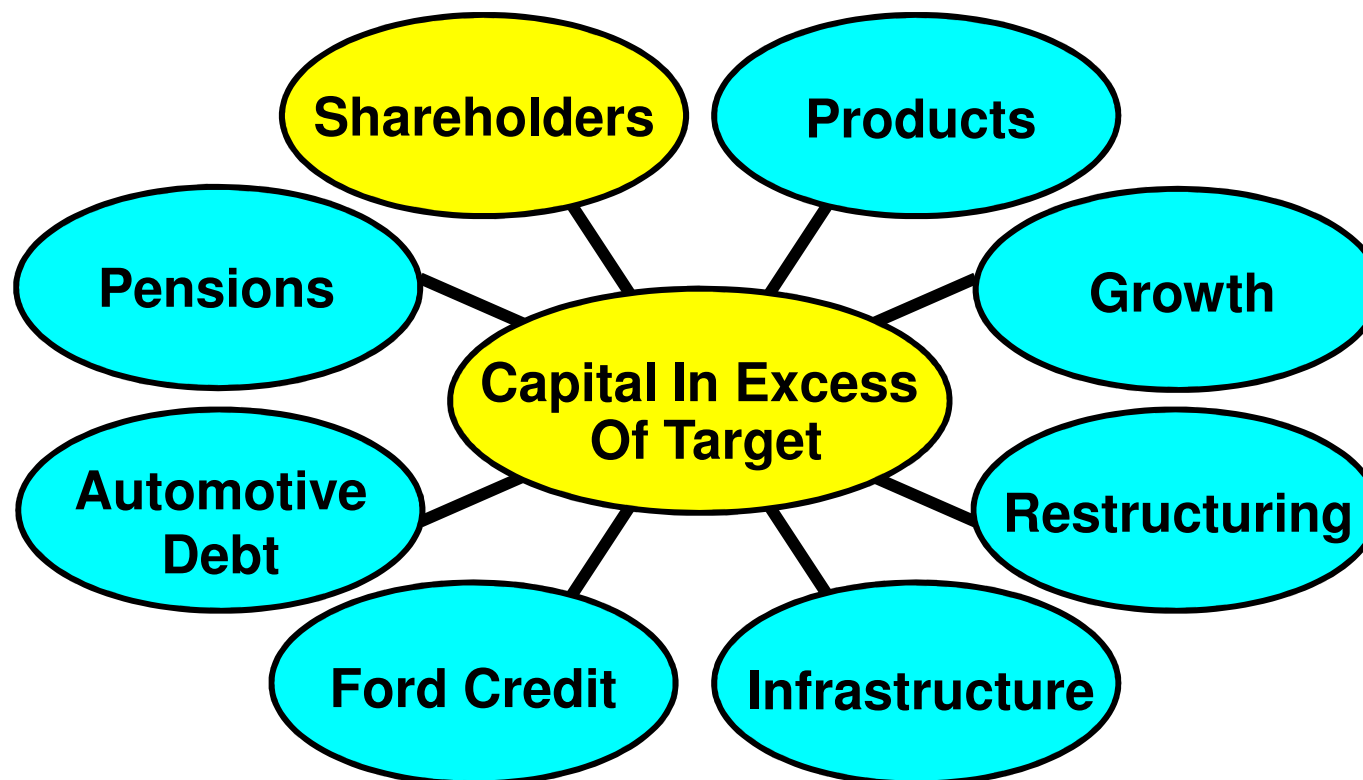 Shareholders
Products
Pensions
Growth
Capital In Excess
Of Target
Automotive
Debt
Restructuring
Ford Credit
Infrastructure